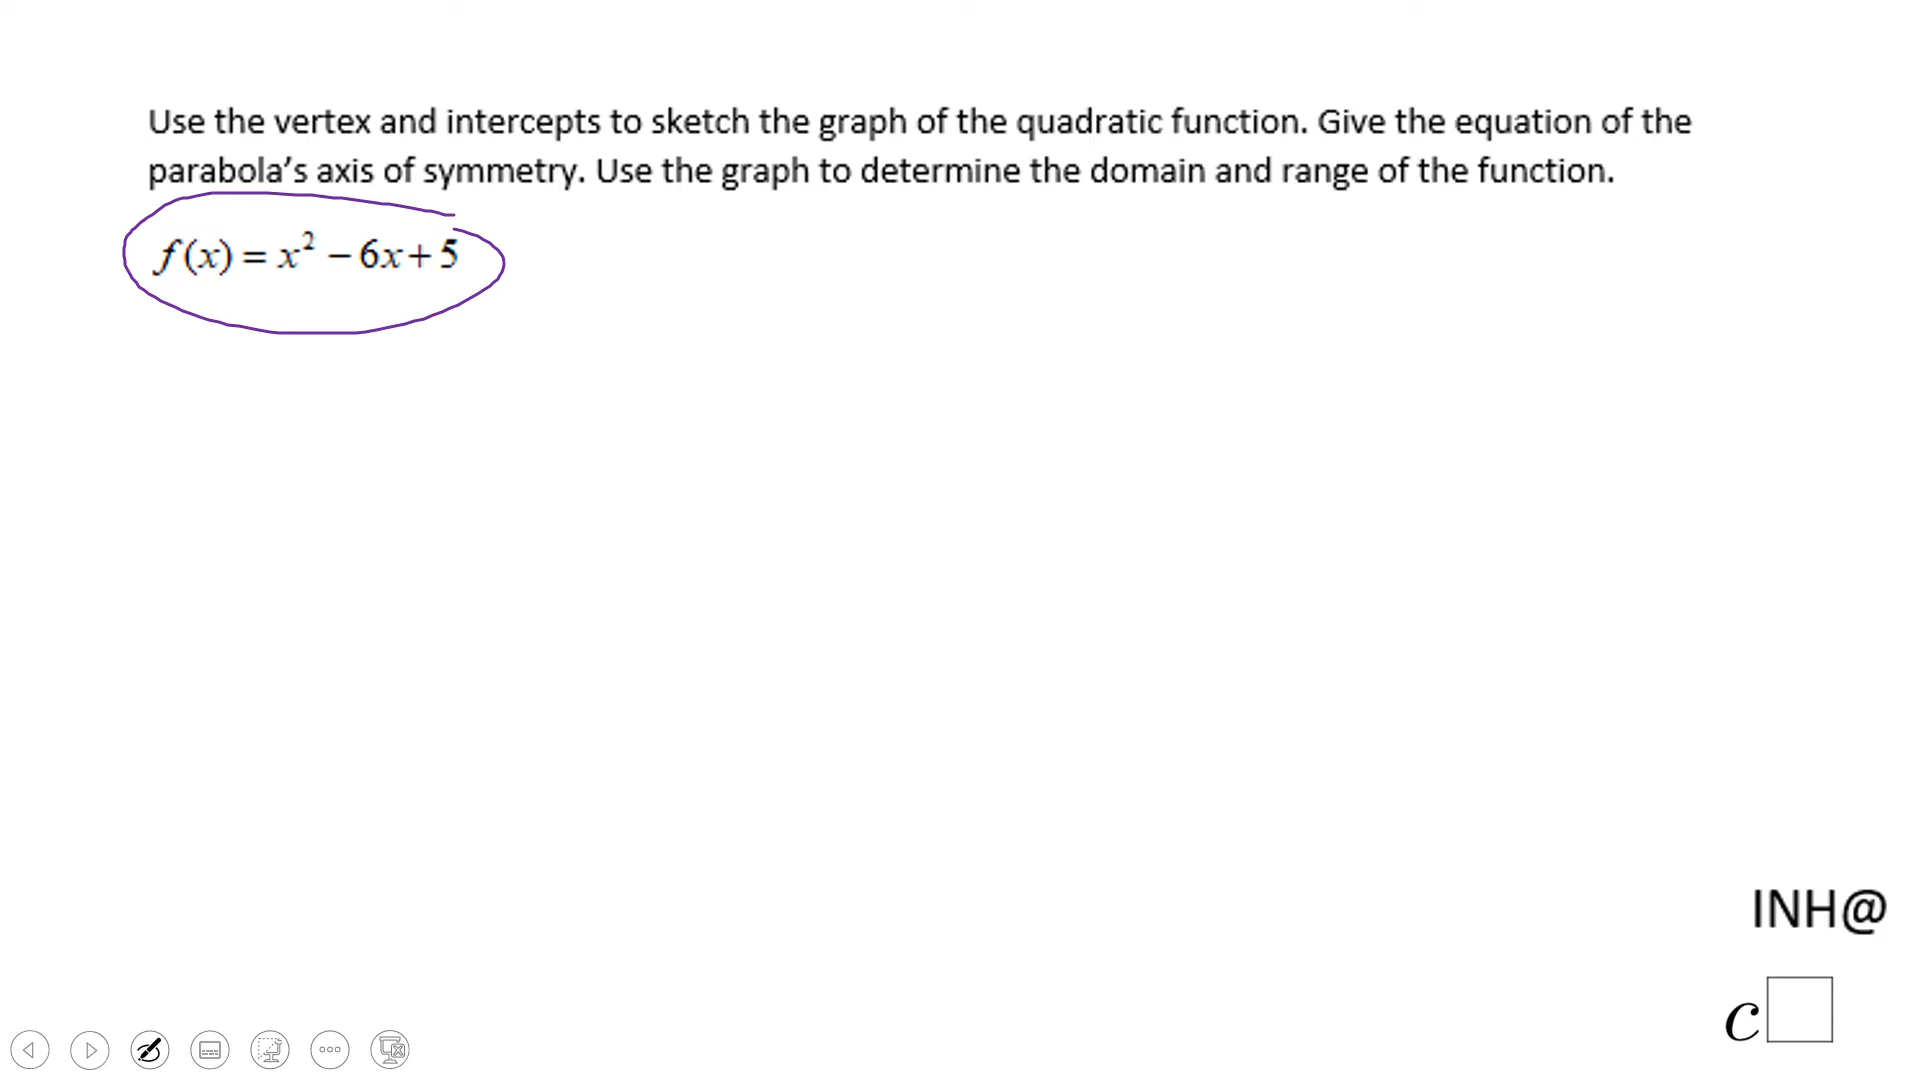 Use the vertex and intercepts to sketch the graph of the quadratic function. Give the equation of the
parabola’s axis of symmetry. Use the graph to determine the domain and range of the function.
f(x) = x² − 6x + 5
INH@
c□